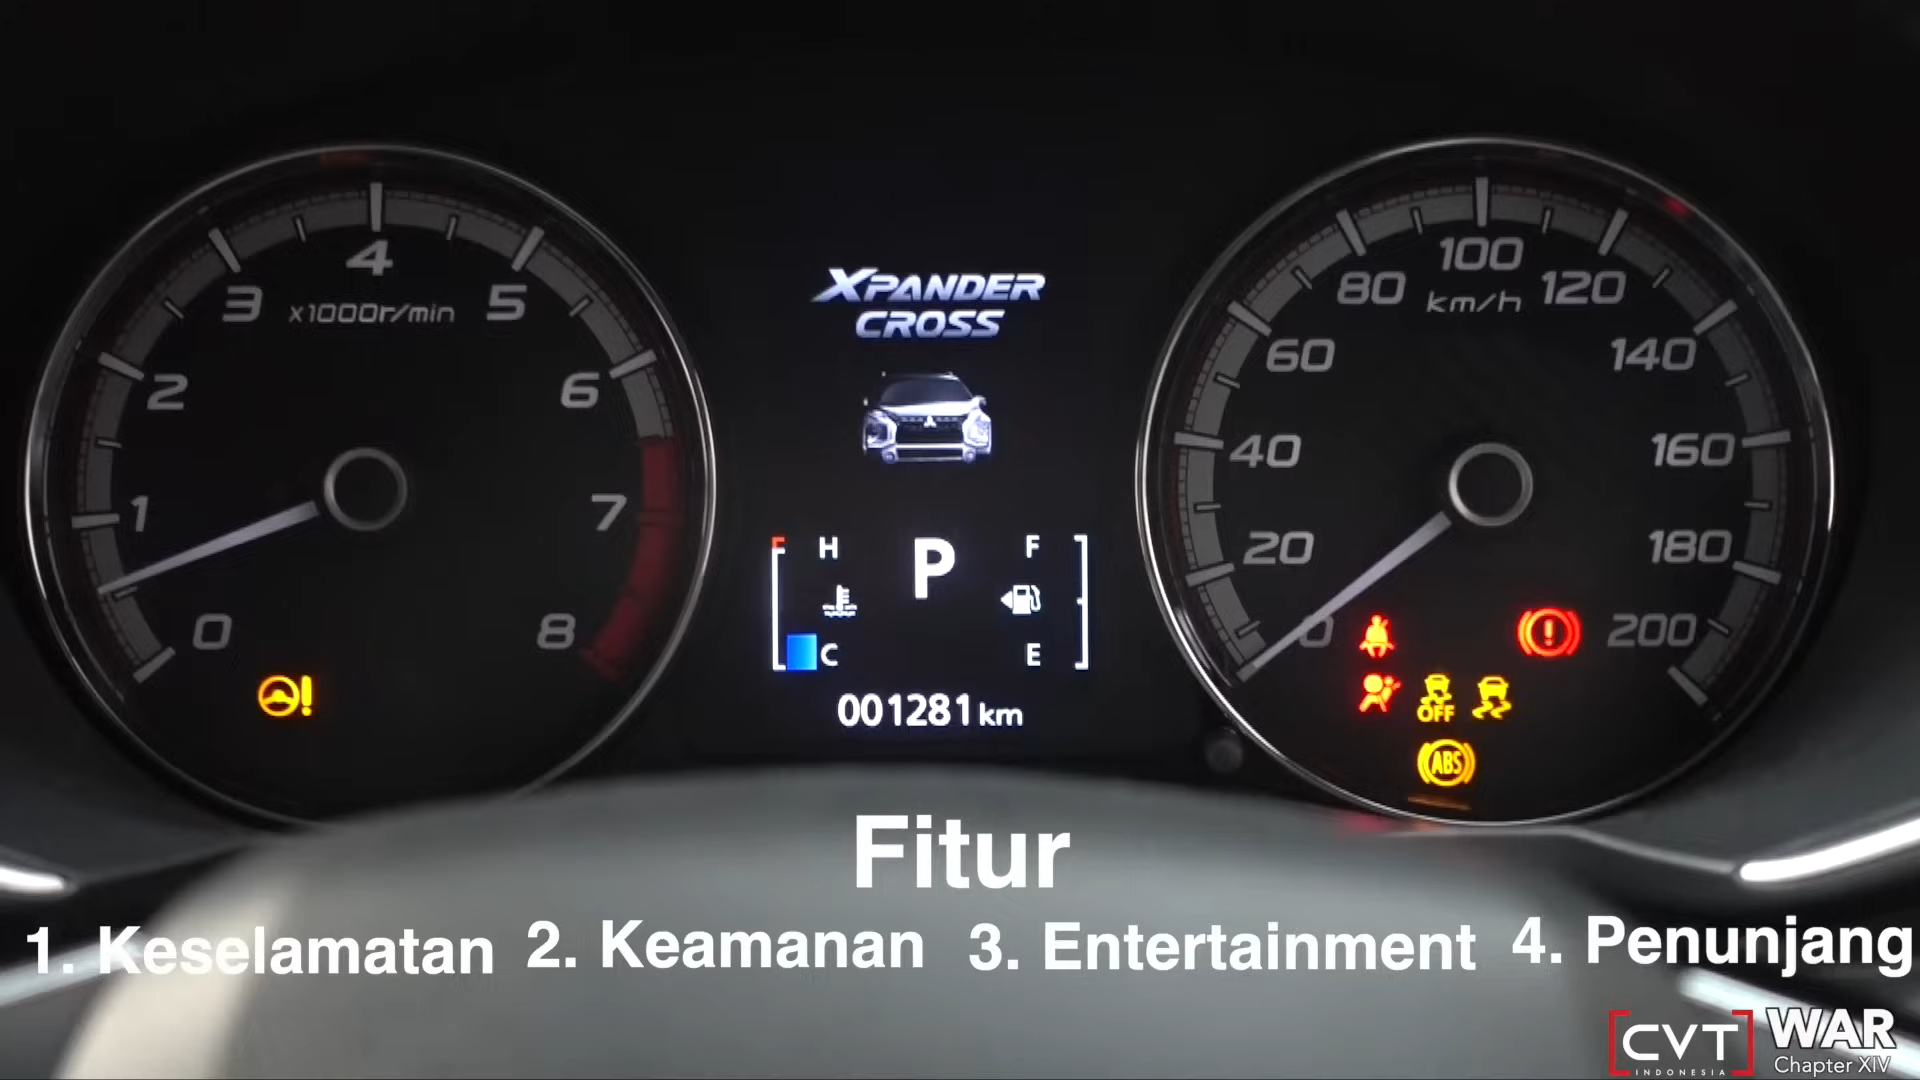 4
3
5
x1000r/min
2
6
1
7
0
8
XPANDER
CROSS
H
P
F
C
E
001281 km
100
80
120
km/h
60
140
40
160
20
180
0
200
OFF
ABS
Fitur
1. Keselamatan
2. Keamanan
3. Entertainment
4. Penunjang
CVT
INDONESIA
WAR
Chapter XIV